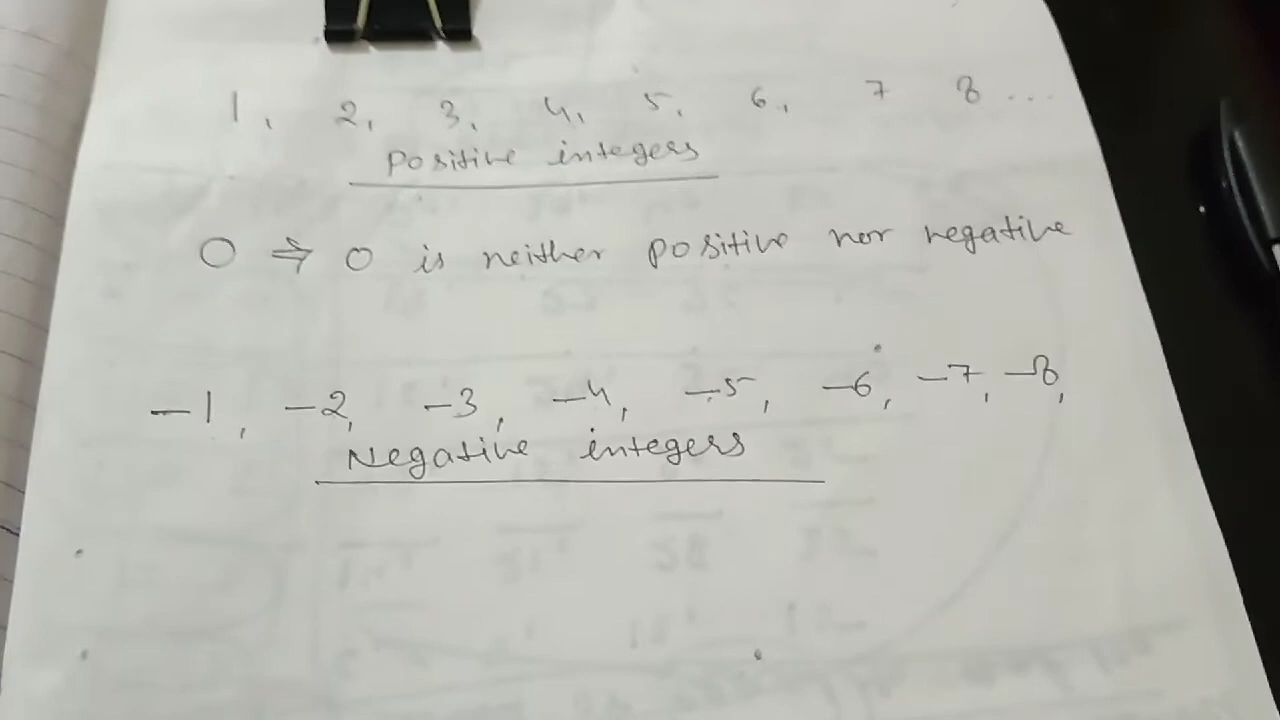 1, 2, 3, 4, 5, 6, 7 8 ...
Positive integers
0 ⇒ 0 is neither positive nor negative
-1, -2, -3, -4, -5, -6, -7, -8,
Negative integers